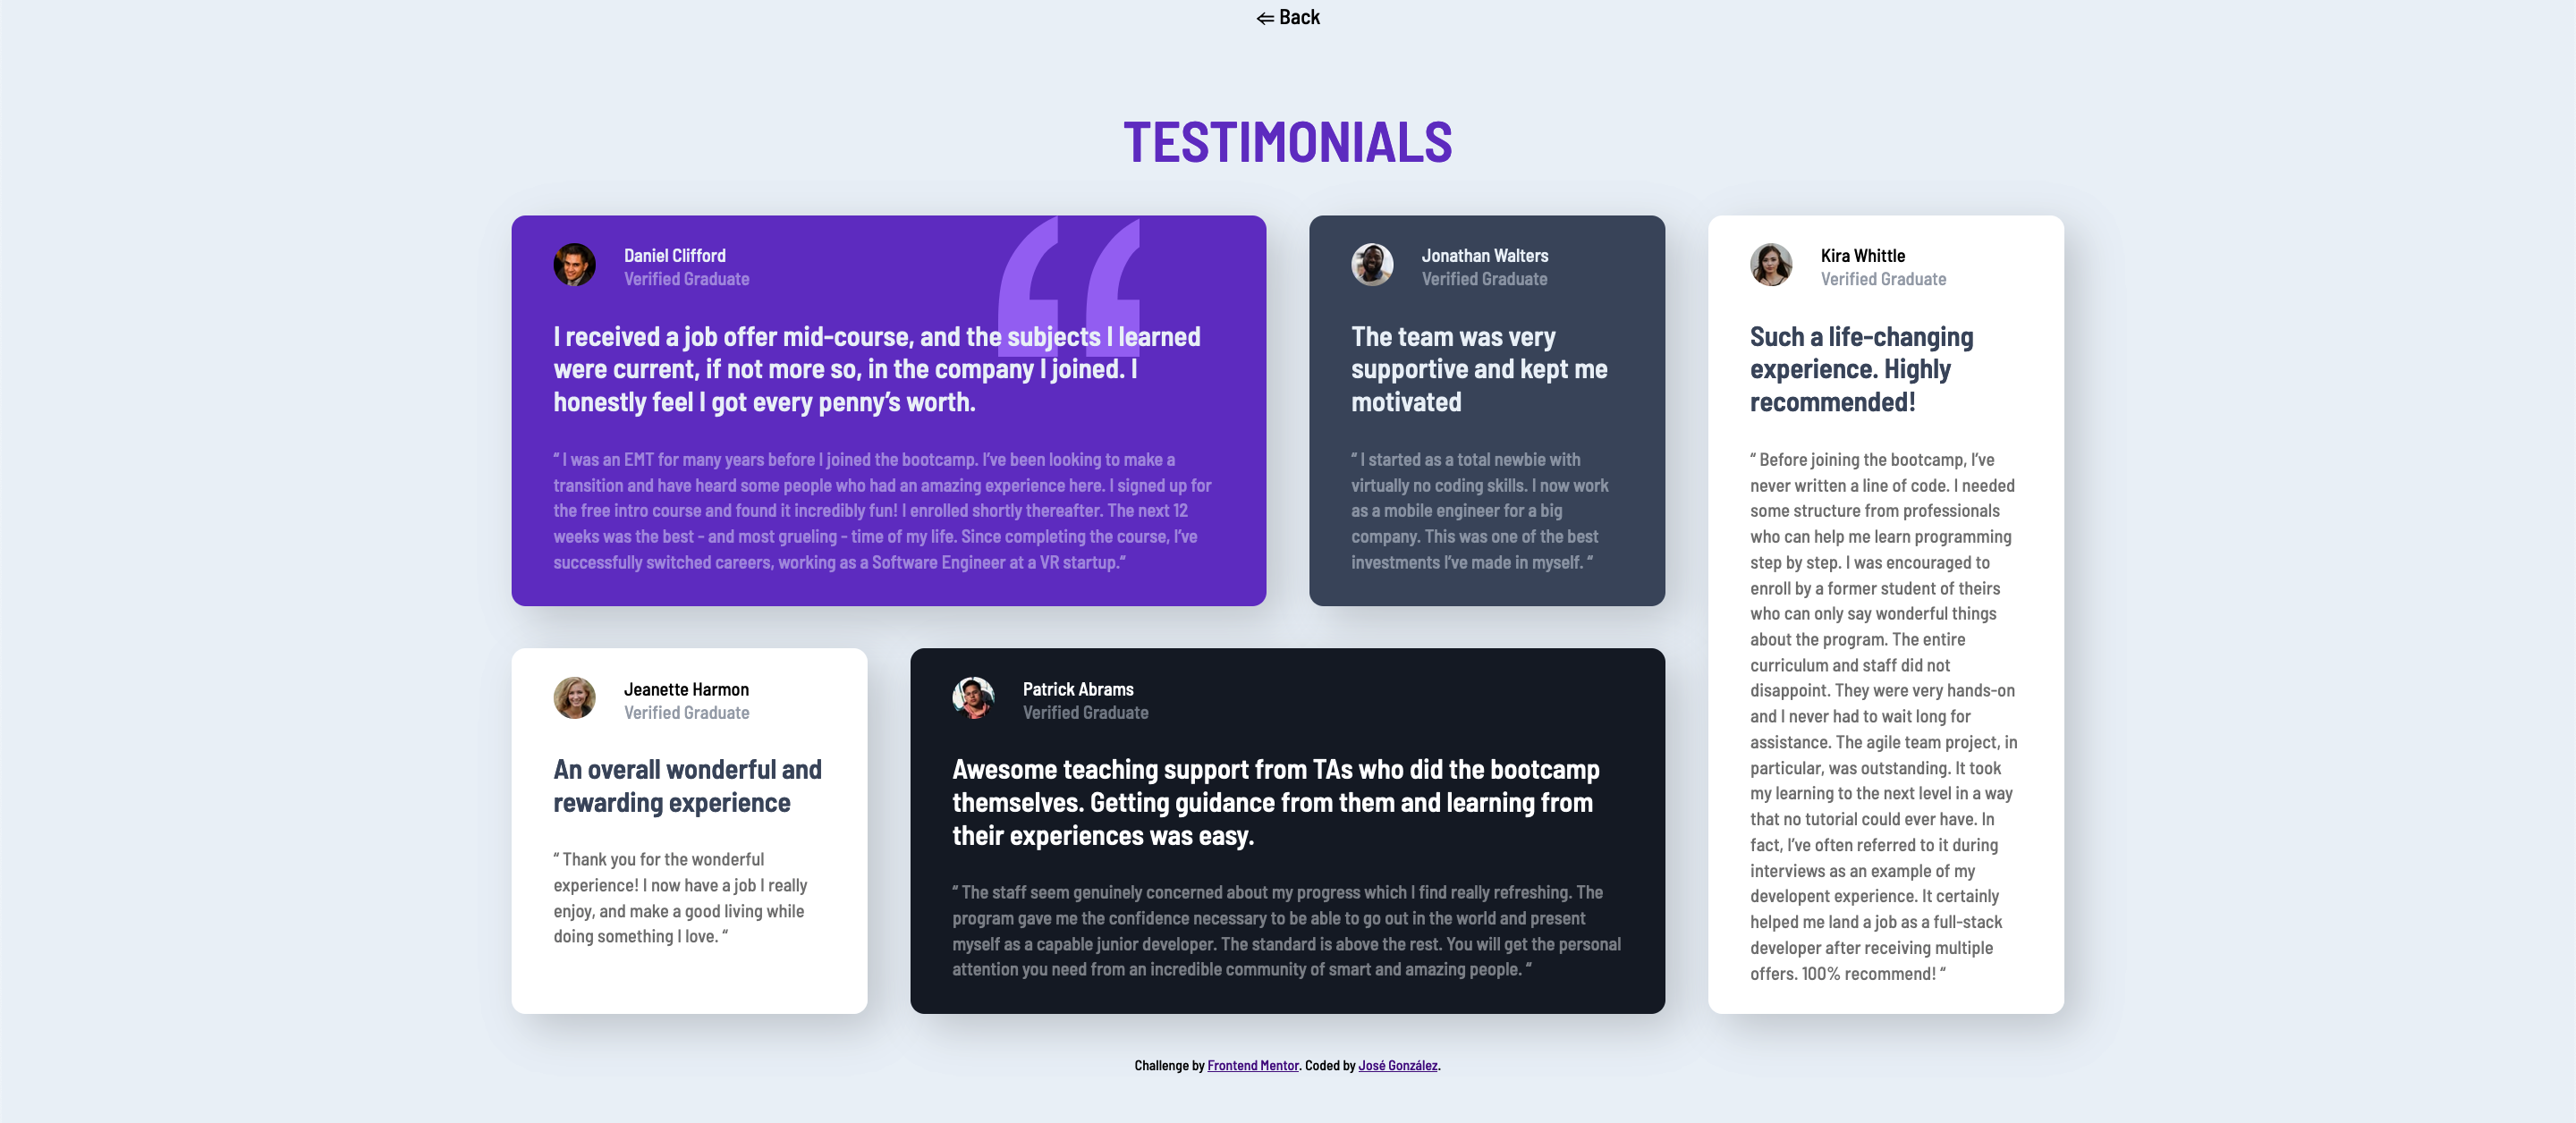 ⇐ Back
TESTIMONIALS
Daniel Clifford
Verified Graduate
I received a job offer mid-course, and the subjects I learned
were current, if not more so, in the company I joined. I
honestly feel I got every penny’s worth.
“ I was an EMT for many years before I joined the bootcamp. I’ve been looking to make a
transition and have heard some people who had an amazing experience here. I signed up for
the free intro course and found it incredibly fun! I enrolled shortly thereafter. The next 12
weeks was the best - and most grueling - time of my life. Since completing the course, I’ve
successfully switched careers, working as a Software Engineer at a VR startup.”
Jonathan Walters
Verified Graduate
The team was very
supportive and kept me
motivated
“ I started as a total newbie with
virtually no coding skills. I now work
as a mobile engineer for a big
company. This was one of the best
investments I’ve made in myself. “
Kira Whittle
Verified Graduate
Such a life-changing
experience. Highly
recommended!
“ Before joining the bootcamp, I’ve
never written a line of code. I needed
some structure from professionals
who can help me learn programming
step by step. I was encouraged to
enroll by a former student of theirs
who can only say wonderful things
about the program. The entire
curriculum and staff did not
disappoint. They were very hands-on
and I never had to wait long for
assistance. The agile team project, in
particular, was outstanding. It took
my learning to the next level in a way
that no tutorial could ever have. In
fact, I’ve often referred to it during
interviews as an example of my
developent experience. It certainly
helped me land a job as a full-stack
developer after receiving multiple
offers. 100% recommend! “
Jeanette Harmon
Verified Graduate
An overall wonderful and
rewarding experience
“ Thank you for the wonderful
experience! I now have a job I really
enjoy, and make a good living while
doing something I love. “
Patrick Abrams
Verified Graduate
Awesome teaching support from TAs who did the bootcamp
themselves. Getting guidance from them and learning from
their experiences was easy.
“ The staff seem genuinely concerned about my progress which I find really refreshing. The
program gave me the confidence necessary to be able to go out in the world and present
myself as a capable junior developer. The standard is above the rest. You will get the personal
attention you need from an incredible community of smart and amazing people. “
Challenge by Frontend Mentor. Coded by José González.